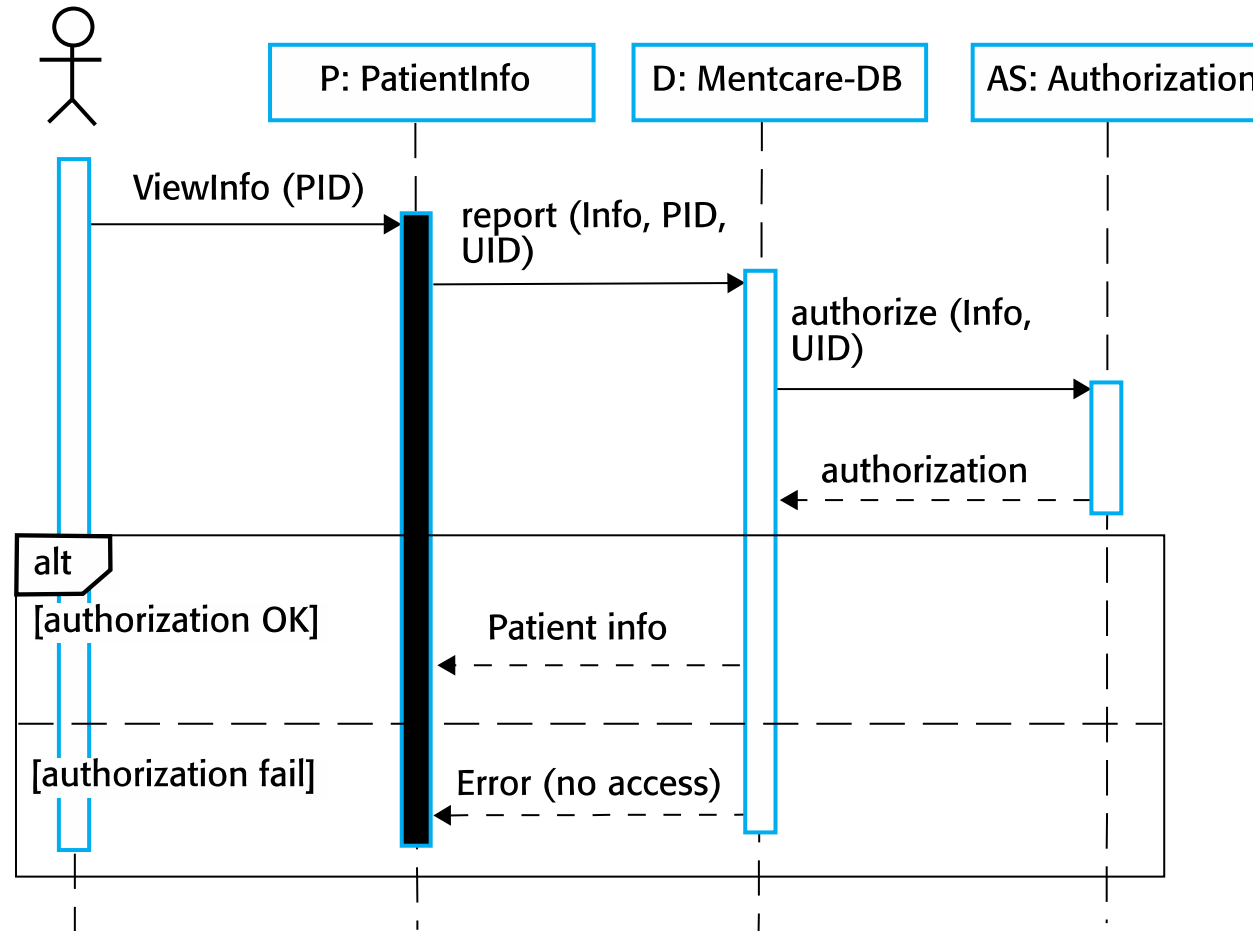 P: PatientInfo
D: Mentcare-DB
AS: Authorization
ViewInfo (PID)
report (Info, PID,
UID)
authorize (Info,
UID)
authorization
alt
[authorization OK]
Patient info
[authorization fail]
Error (no access)